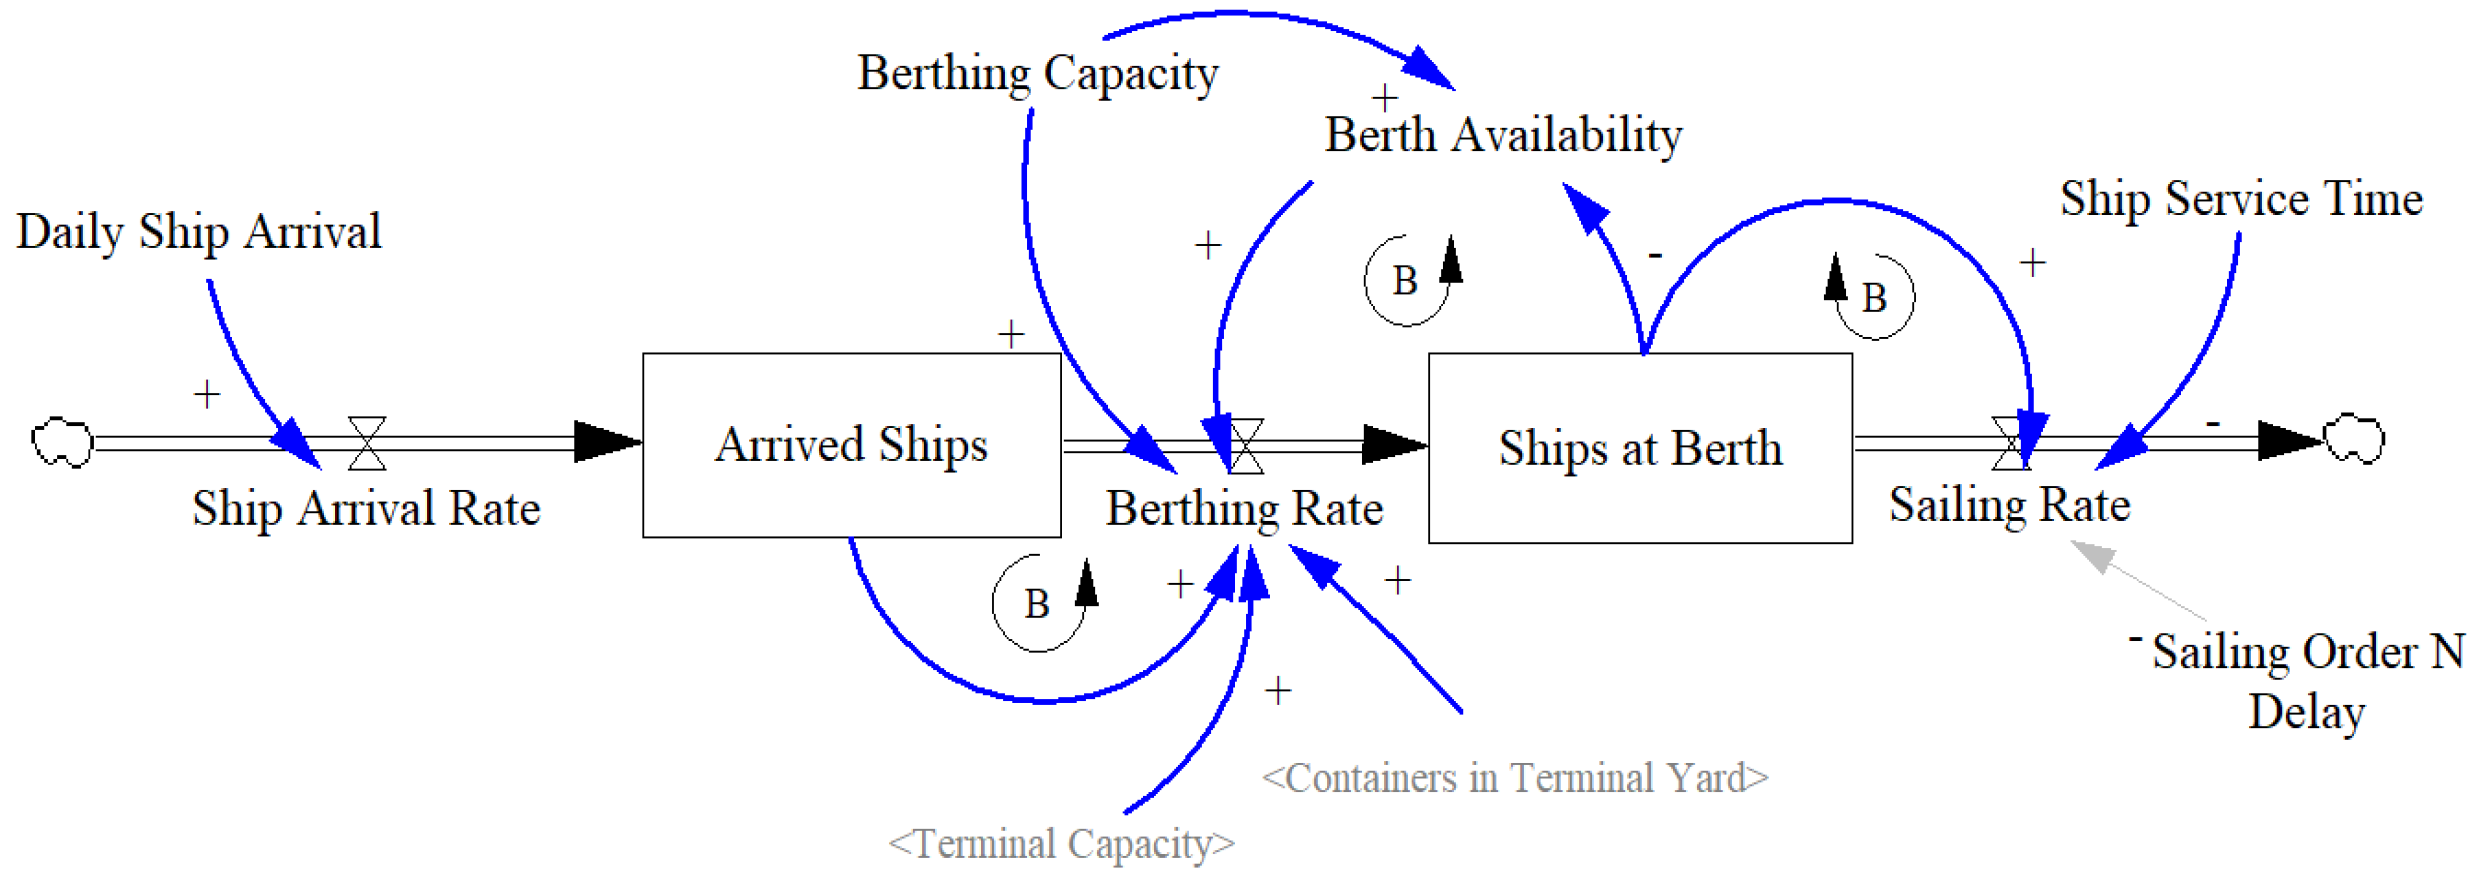 Berthing Capacity
+
Berth Availability
Ship Service Time
Daily Ship Arrival
+
-
+
B
B
+
+
-
Arrived Ships
Ships at Berth
Ship Arrival Rate
Berthing Rate
Sailing Rate
B
+
+
- Sailing Order N
Delay
+
<Containers in Terminal Yard>
<Terminal Capacity>